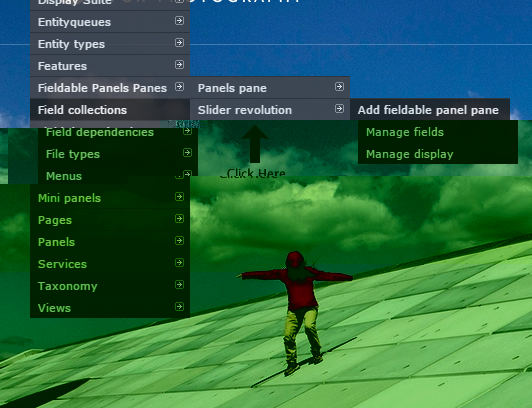 Display Suite
Entityqueues
Entity types
Features
Fieldable Panels Panes
Panels pane
Field collections
Slider revolution
Add fieldable panel pane
Field dependencies
Manage fields
File types
Manage display
Menus
Click Here
Mini panels
Pages
Panels
Services
Taxonomy
Views